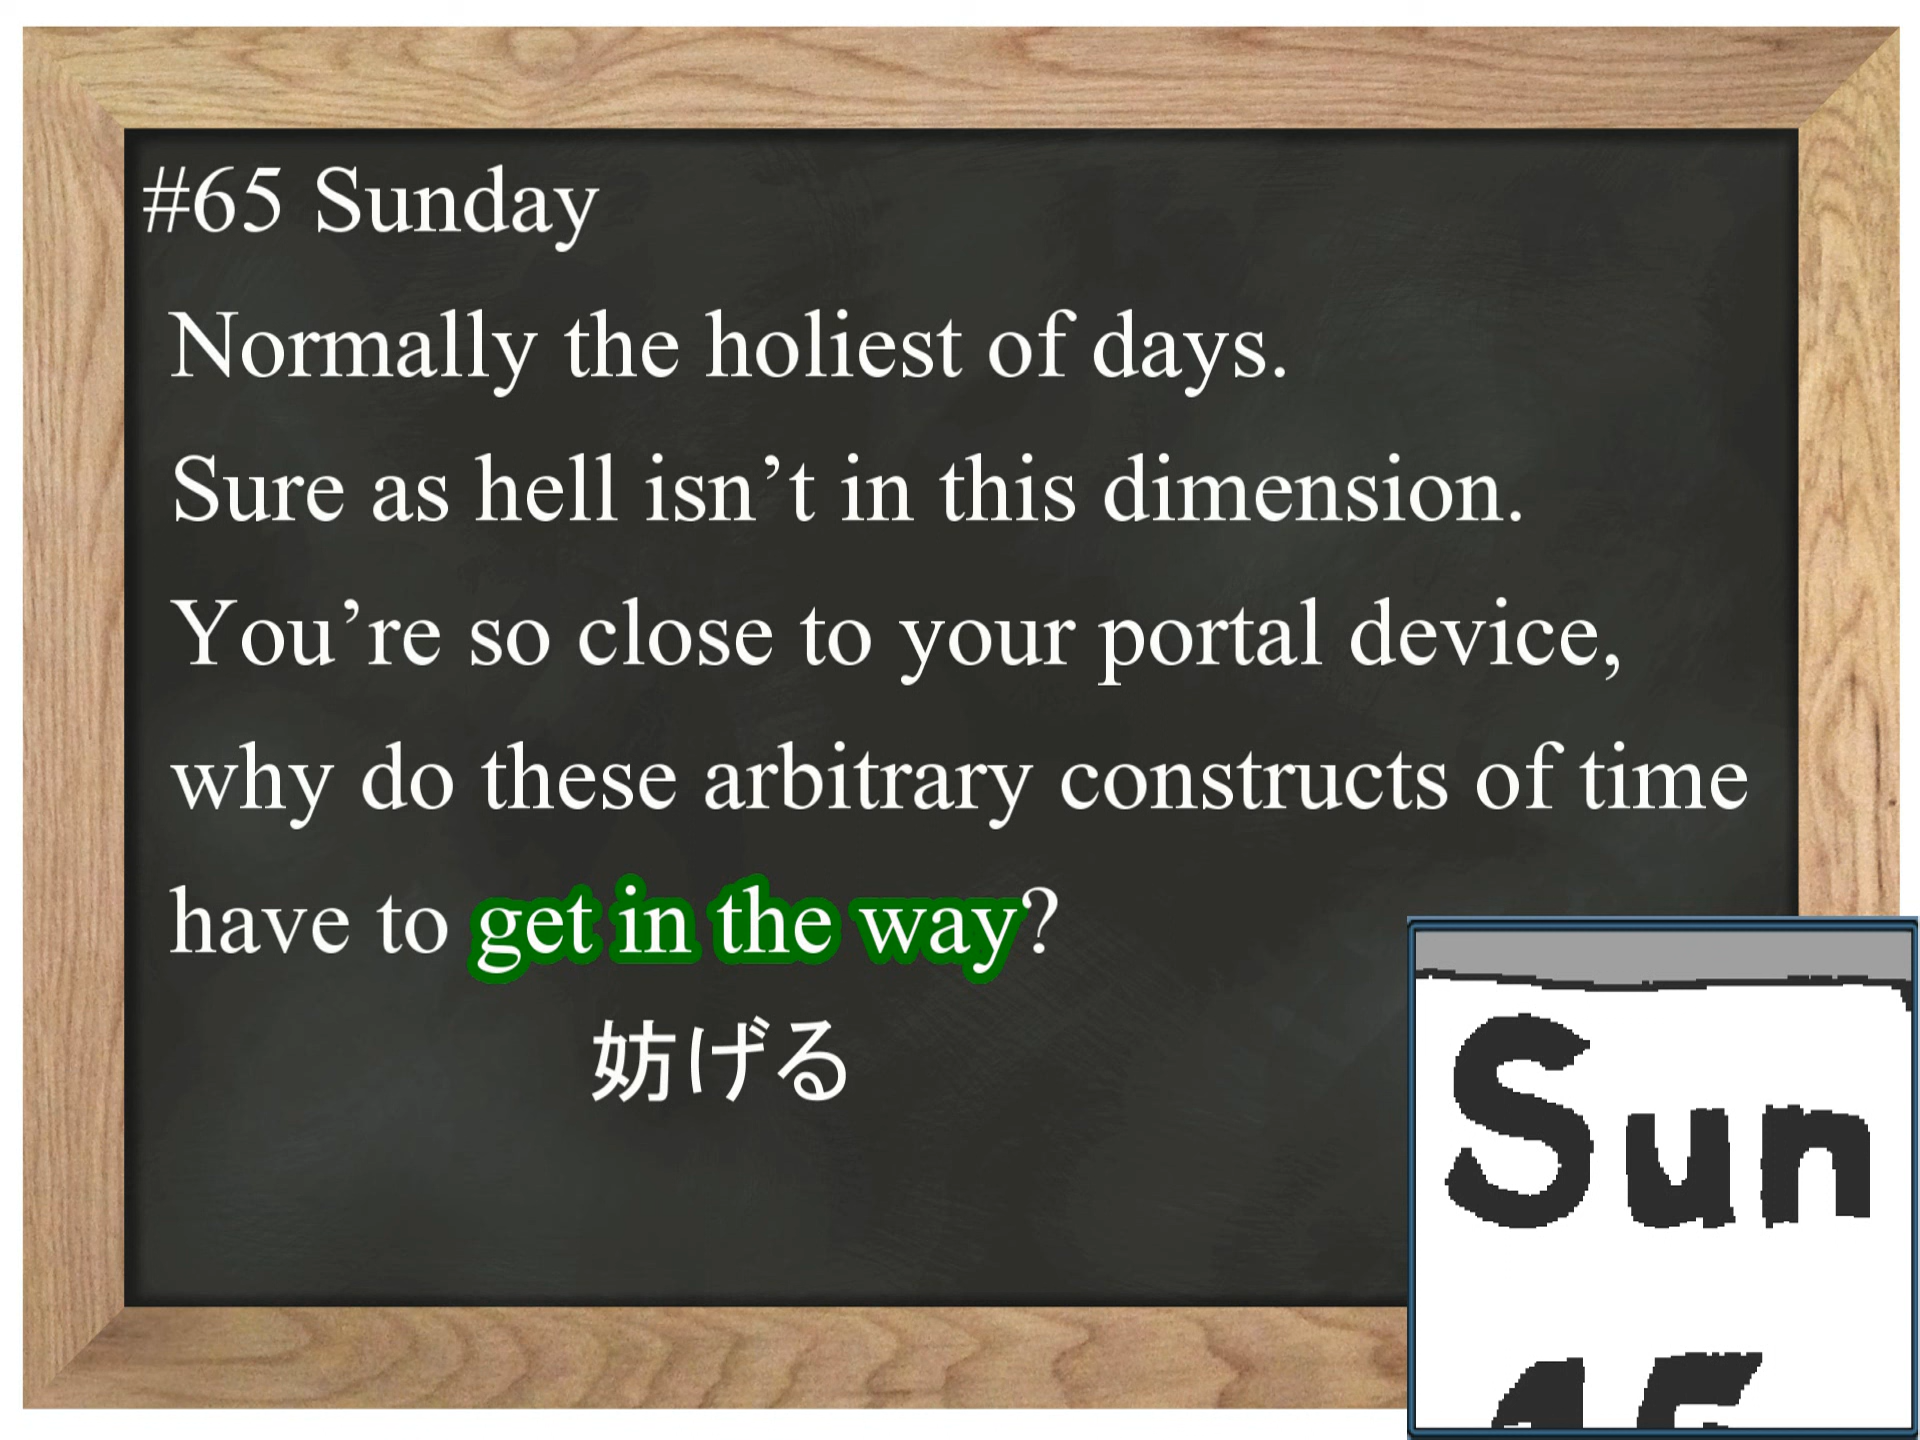 #65 Sunday
Normally the holiest of days.
Sure as hell isn’t in this dimension.
You’re so close to your portal device,
why do these arbitrary constructs of time
have to get in the way?
妨げる
Sun